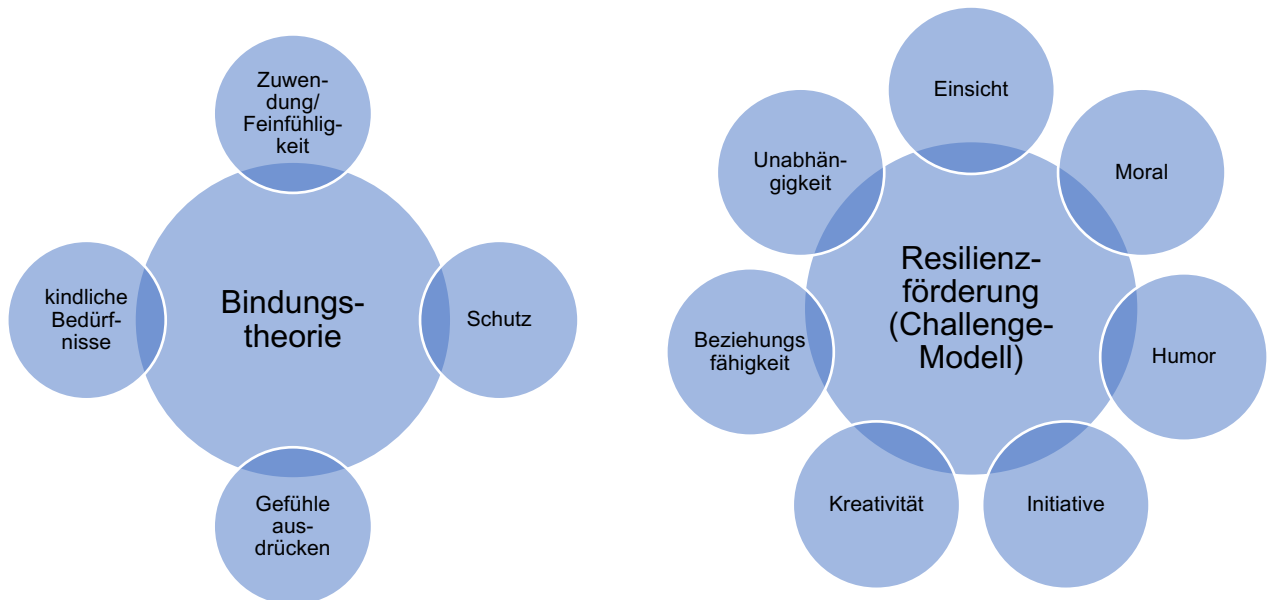 Zuwen-
dung/
Feinfühlig-
keit
Bindungs-
theorie
kindliche
Bedürf-
nisse
Schutz
Gefühle
aus-
drücken
Einsicht
Moral
Humor
Initiative
Kreativität
Beziehungs
fähigkeit
Unabhän-
gigkeit
Resilienz-
förderung
(Challenge-
Modell)